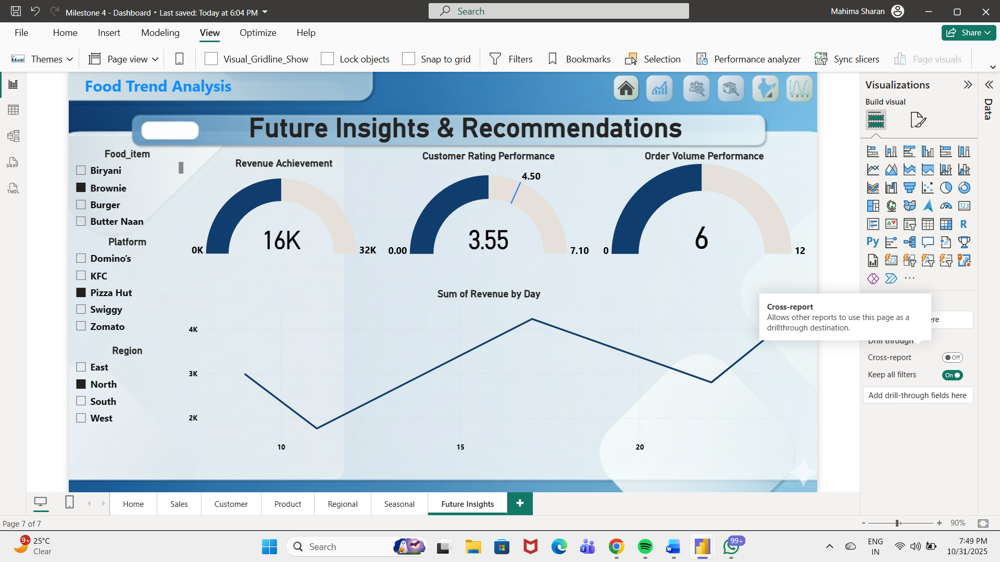 Milestone 4 - Dashboard • Last saved: Today at 6:04 PM
Search
Mahima Sharan
File Home Insert Modeling View Optimize Help
Share
Themes Page view Visual_Gridline_Show Lock objects Snap to grid Filters Bookmarks Selection Performance analyzer Sync slicers Page visuals
Food Trend Analysis
Future Insights & Recommendations
Food_item
Biryani
Brownie
Burger
Butter Naan
Platform
Domino's
KFC
Pizza Hut
Swiggy
Zomato
Region
East
North
South
West
Revenue Achievement
16K
0K
32K
Customer Rating Performance
4.50
3.55
0.00
7.10
Order Volume Performance
6
0
12
Sum of Revenue by Day
4K
3K
2K
10 15 20
Visualizations
Build visual
Data
DAX
TMDL
123
R
Py
123
Cross-report
Allows other reports to use this page as a
drillthrough destination.
ere
Drill through
Cross-report Off
Keep all filters On
Add drill-through fields here
Home Sales Customer Product Regional Seasonal Future Insights +
Page 7 of 7
- + 90%
9+
25°C
Clear
Search
99+
ENG
IN
7:49 PM
10/31/2025